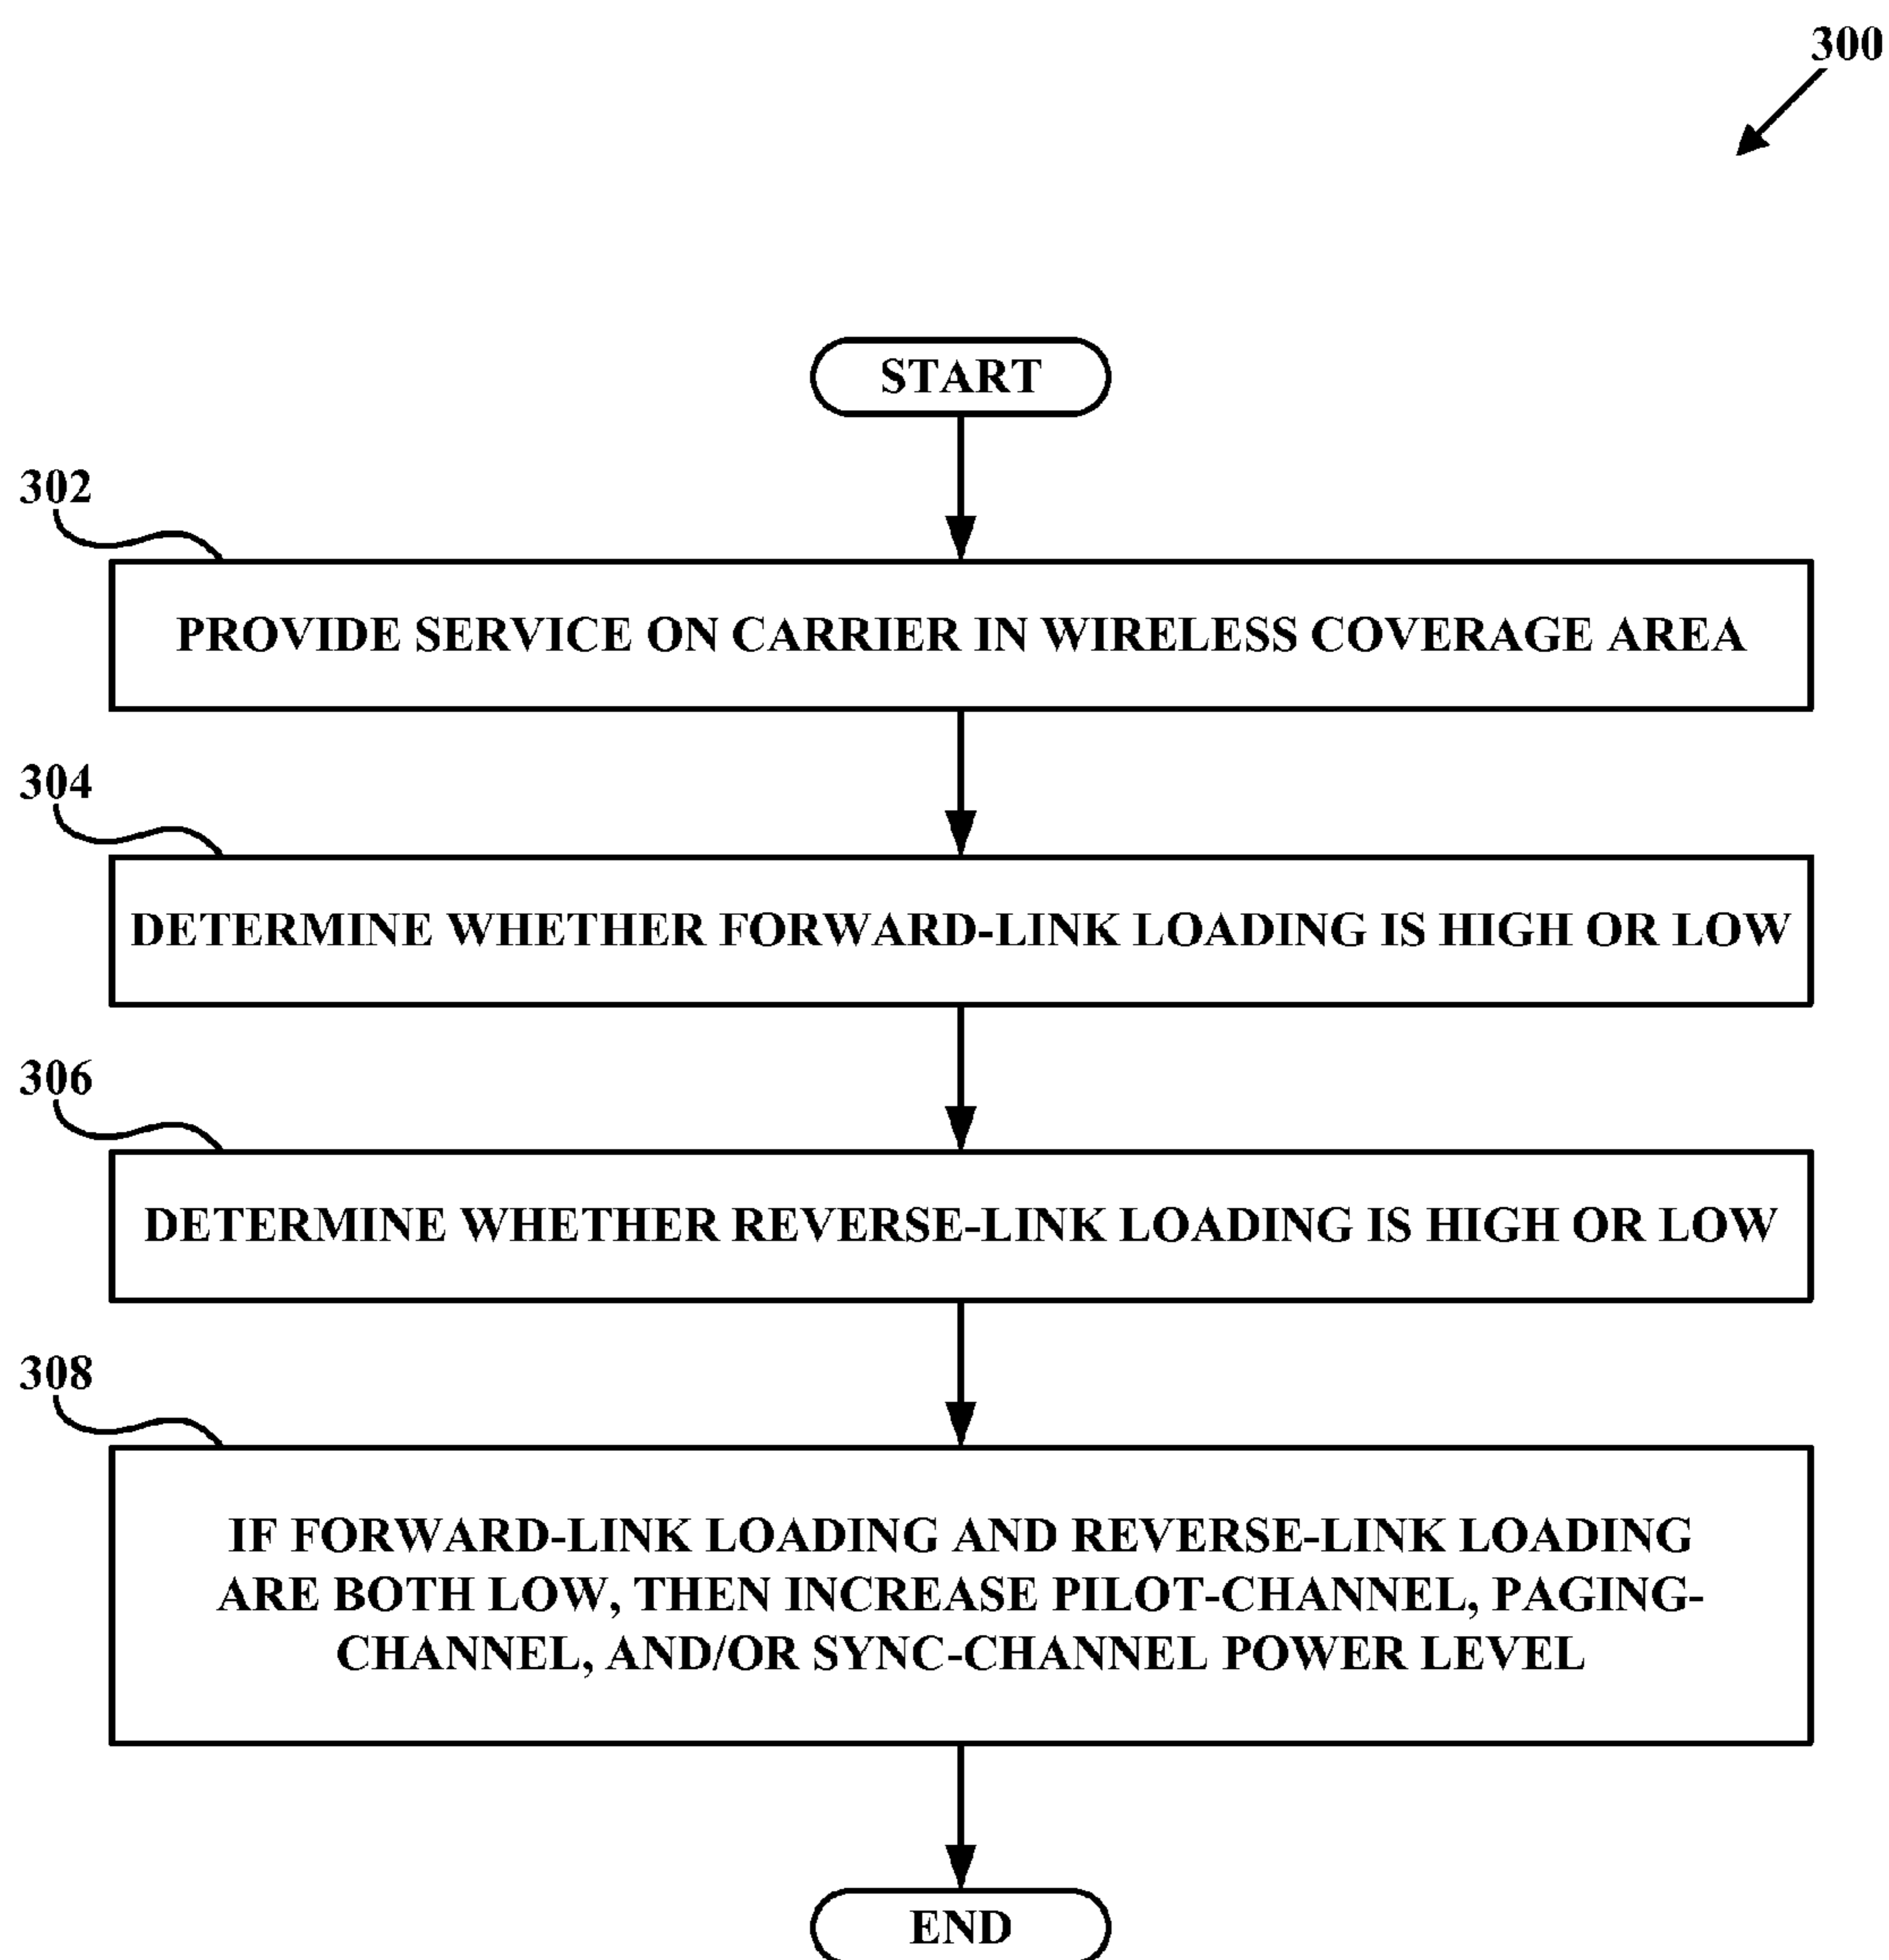 300
START
302
PROVIDE SERVICE ON CARRIER IN WIRELESS COVERAGE AREA
304
DETERMINE WHETHER FORWARD-LINK LOADING IS HIGH OR LOW
306
DETERMINE WHETHER REVERSE-LINK LOADING IS HIGH OR LOW
308
IF FORWARD-LINK LOADING AND REVERSE-LINK LOADING
ARE BOTH LOW, THEN INCREASE PILOT-CHANNEL, PAGING-
CHANNEL, AND/OR SYNC-CHANNEL POWER LEVEL
END